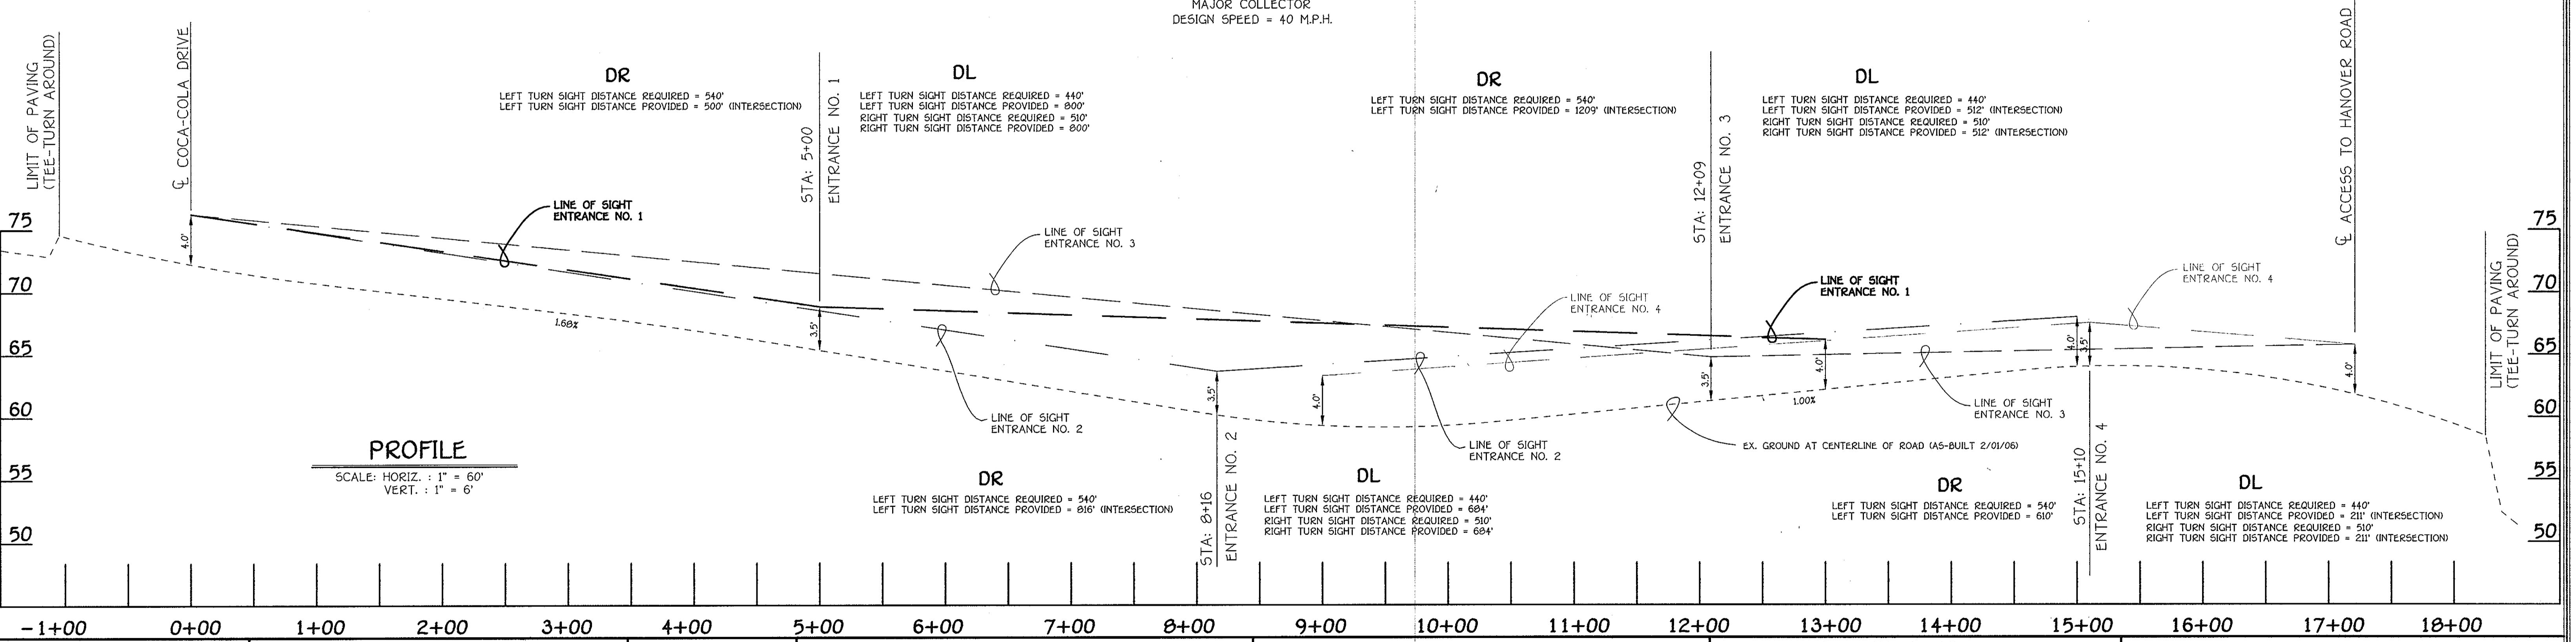 MAJOR COLLECTOR
DESIGN SPEED = 40 M.P.H.
LIMIT OF PAVING
(TEE-TURN AROUND)
℄ COCA-COLA DRIVE
DR
LEFT TURN SIGHT DISTANCE REQUIRED = 540'
LEFT TURN SIGHT DISTANCE PROVIDED = 500' (INTERSECTION)
STA: 5+00
ENTRANCE NO. 1
DL
LEFT TURN SIGHT DISTANCE REQUIRED = 440'
LEFT TURN SIGHT DISTANCE PROVIDED = 800'
RIGHT TURN SIGHT DISTANCE REQUIRED = 510'
RIGHT TURN SIGHT DISTANCE PROVIDED = 800'
DR
LEFT TURN SIGHT DISTANCE REQUIRED = 540'
LEFT TURN SIGHT DISTANCE PROVIDED = 1209' (INTERSECTION)
STA: 12+09
ENTRANCE NO. 3
DL
LEFT TURN SIGHT DISTANCE REQUIRED = 440'
LEFT TURN SIGHT DISTANCE PROVIDED = 512' (INTERSECTION)
RIGHT TURN SIGHT DISTANCE REQUIRED = 510'
RIGHT TURN SIGHT DISTANCE PROVIDED = 512' (INTERSECTION)
℄ ACCESS TO HANOVER ROAD
LIMIT OF PAVING
(TEE-TURN AROUND)
75
70
65
60
55
50
4.0'
LINE OF SIGHT
ENTRANCE NO. 1
1.68%
3.5'
LINE OF SIGHT
ENTRANCE NO. 3
LINE OF SIGHT
ENTRANCE NO. 2
3.5'
4.0'
LINE OF SIGHT
ENTRANCE NO. 4
LINE OF SIGHT
ENTRANCE NO. 2
3.5'
LINE OF SIGHT
ENTRANCE NO. 1
4.0'
1.00%
EX. GROUND AT CENTERLINE OF ROAD (AS-BUILT 2/01/06)
LINE OF SIGHT
ENTRANCE NO. 3
4.0'
3.5'
LINE OF SIGHT
ENTRANCE NO. 4
4.0'
75
70
65
60
55
50
PROFILE
SCALE: HORIZ. : 1" = 60'
VERT. : 1" = 6'
DR
LEFT TURN SIGHT DISTANCE REQUIRED = 540'
LEFT TURN SIGHT DISTANCE PROVIDED = 816' (INTERSECTION)
STA: 8+16
ENTRANCE NO. 2
DL
LEFT TURN SIGHT DISTANCE REQUIRED = 440'
LEFT TURN SIGHT DISTANCE PROVIDED = 684'
RIGHT TURN SIGHT DISTANCE REQUIRED = 510'
RIGHT TURN SIGHT DISTANCE PROVIDED = 684'
DR
LEFT TURN SIGHT DISTANCE REQUIRED = 540'
LEFT TURN SIGHT DISTANCE PROVIDED = 610'
STA: 15+10
ENTRANCE NO. 4
DL
LEFT TURN SIGHT DISTANCE REQUIRED = 440'
LEFT TURN SIGHT DISTANCE PROVIDED = 211' (INTERSECTION)
RIGHT TURN SIGHT DISTANCE REQUIRED = 510'
RIGHT TURN SIGHT DISTANCE PROVIDED = 211' (INTERSECTION)
-1+00 0+00 1+00 2+00 3+00 4+00 5+00 6+00 7+00 8+00 9+00 10+00 11+00 12+00 13+00 14+00 15+00 16+00 17+00 18+00